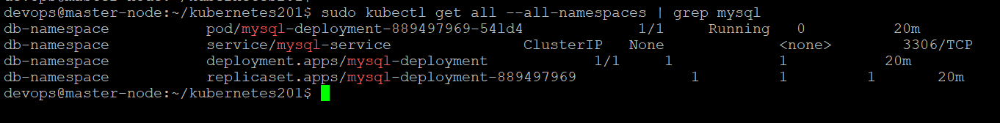 devops@master-node:~/kubernetes201$ sudo kubectl get all --all-namespaces | grep mysql
db-namespace pod/mysql-deployment-889497969-54ld4 1/1 Running 0 20m
db-namespace service/mysql-service ClusterIP None <none> 3306/TCP
db-namespace deployment.apps/mysql-deployment 1/1 1 1 20m
db-namespace replicaset.apps/mysql-deployment-889497969 1 1 1 20m
devops@master-node:~/kubernetes201$